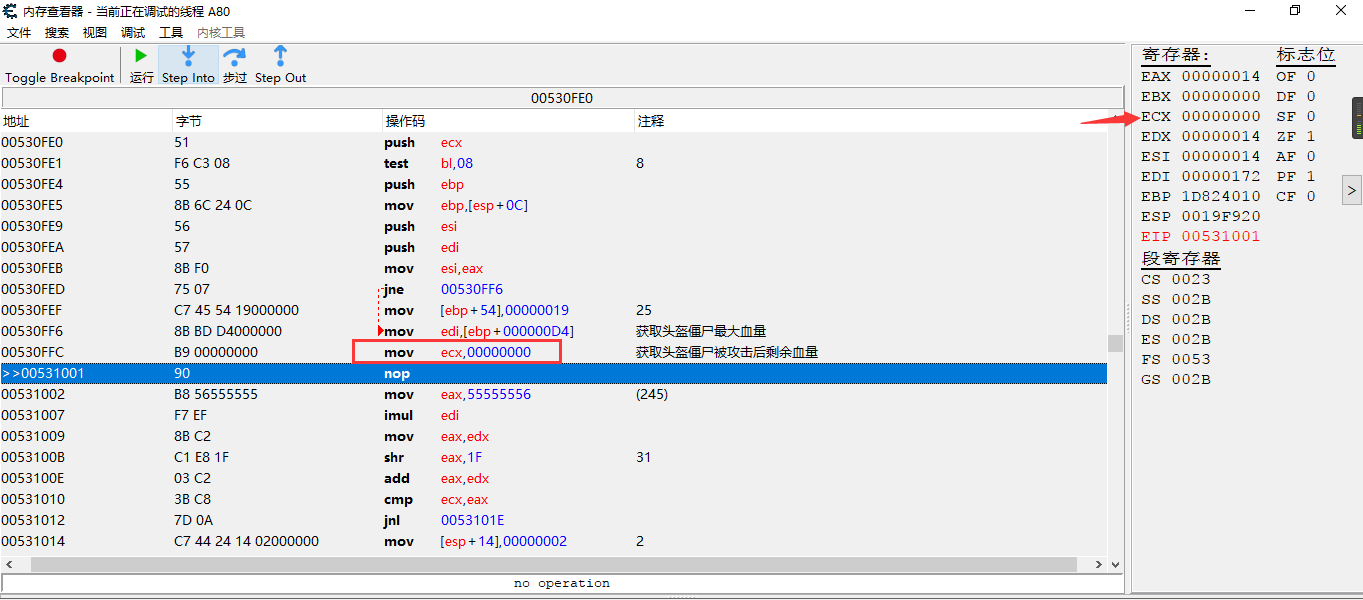 内存查看器 - 当前正在调试的线程 A80
文件 搜索 视图 调试 工具 内核工具
Toggle Breakpoint 运行 Step Into 步过 Step Out
00530FE0
地址 字节 操作码 注释
00530FE0 51 push ecx
00530FE1 F6 C3 08 test bl,08 8
00530FE4 55 push ebp
00530FE5 8B 6C 24 0C mov ebp,[esp+0C]
00530FE9 56 push esi
00530FEA 57 push edi
00530FEB 8B F0 mov esi,eax
00530FED 75 07 jne 00530FF6
00530FEF C7 45 54 19000000 mov [ebp+54],00000019 25
00530FF6 8B BD D4000000 mov edi,[ebp+000000D4] 获取头盔僵尸最大血量
00530FFC B9 00000000 mov ecx,00000000 获取头盔僵尸被攻击后剩余血量
>>00531001 90 nop
00531002 B8 56555555 mov eax,55555556 (245)
00531007 F7 EF imul edi
00531009 8B C2 mov eax,edx
0053100B C1 E8 1F shr eax,1F 31
0053100E 03 C2 add eax,edx
00531010 3B C8 cmp ecx,eax
00531012 7D 0A jnl 0053101E
00531014 C7 44 24 14 02000000 mov [esp+14],00000002 2
no operation
寄存器: 标志位
EAX 00000014 OF 0
EBX 00000000 DF 0
ECX 00000000 SF 0
EDX 00000014 ZF 1
ESI 00000014 AF 0
EDI 00000172 PF 1
EBP 1D824010 CF 0
ESP 0019F920
EIP 00531001
段寄存器
CS 0023
SS 002B
DS 002B
ES 002B
FS 0053
GS 002B